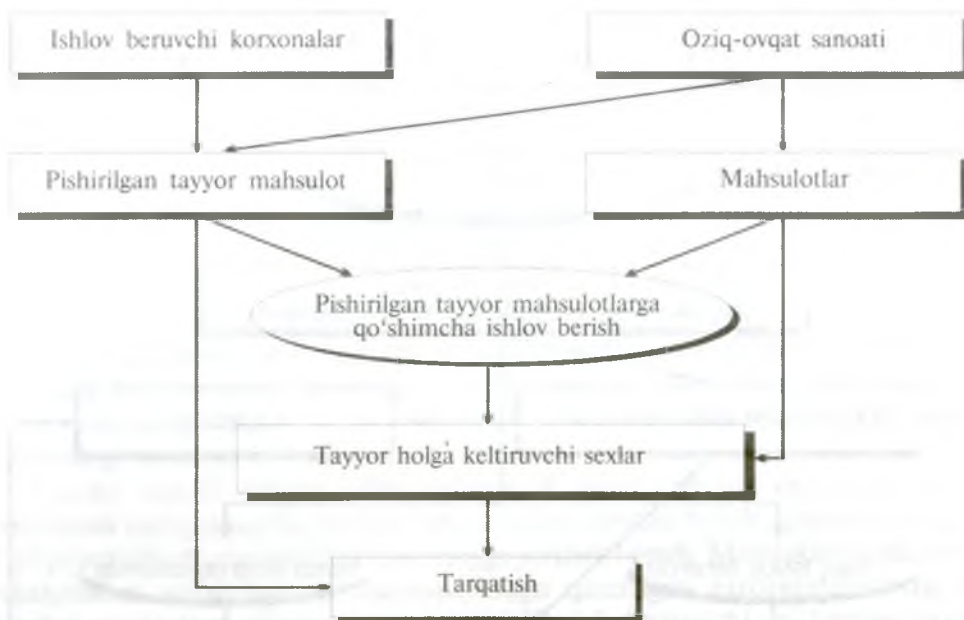 Ishlov beruvchi korxonalar
Oziq-ovqat sanoati
Pishirilgan tayyor mahsulot
Mahsulotlar
Pishirilgan tayyor mahsulotlarga
qo‘shimcha ishlov berish
Tayyor holga keltiruvchi sexlar
Tarqatish